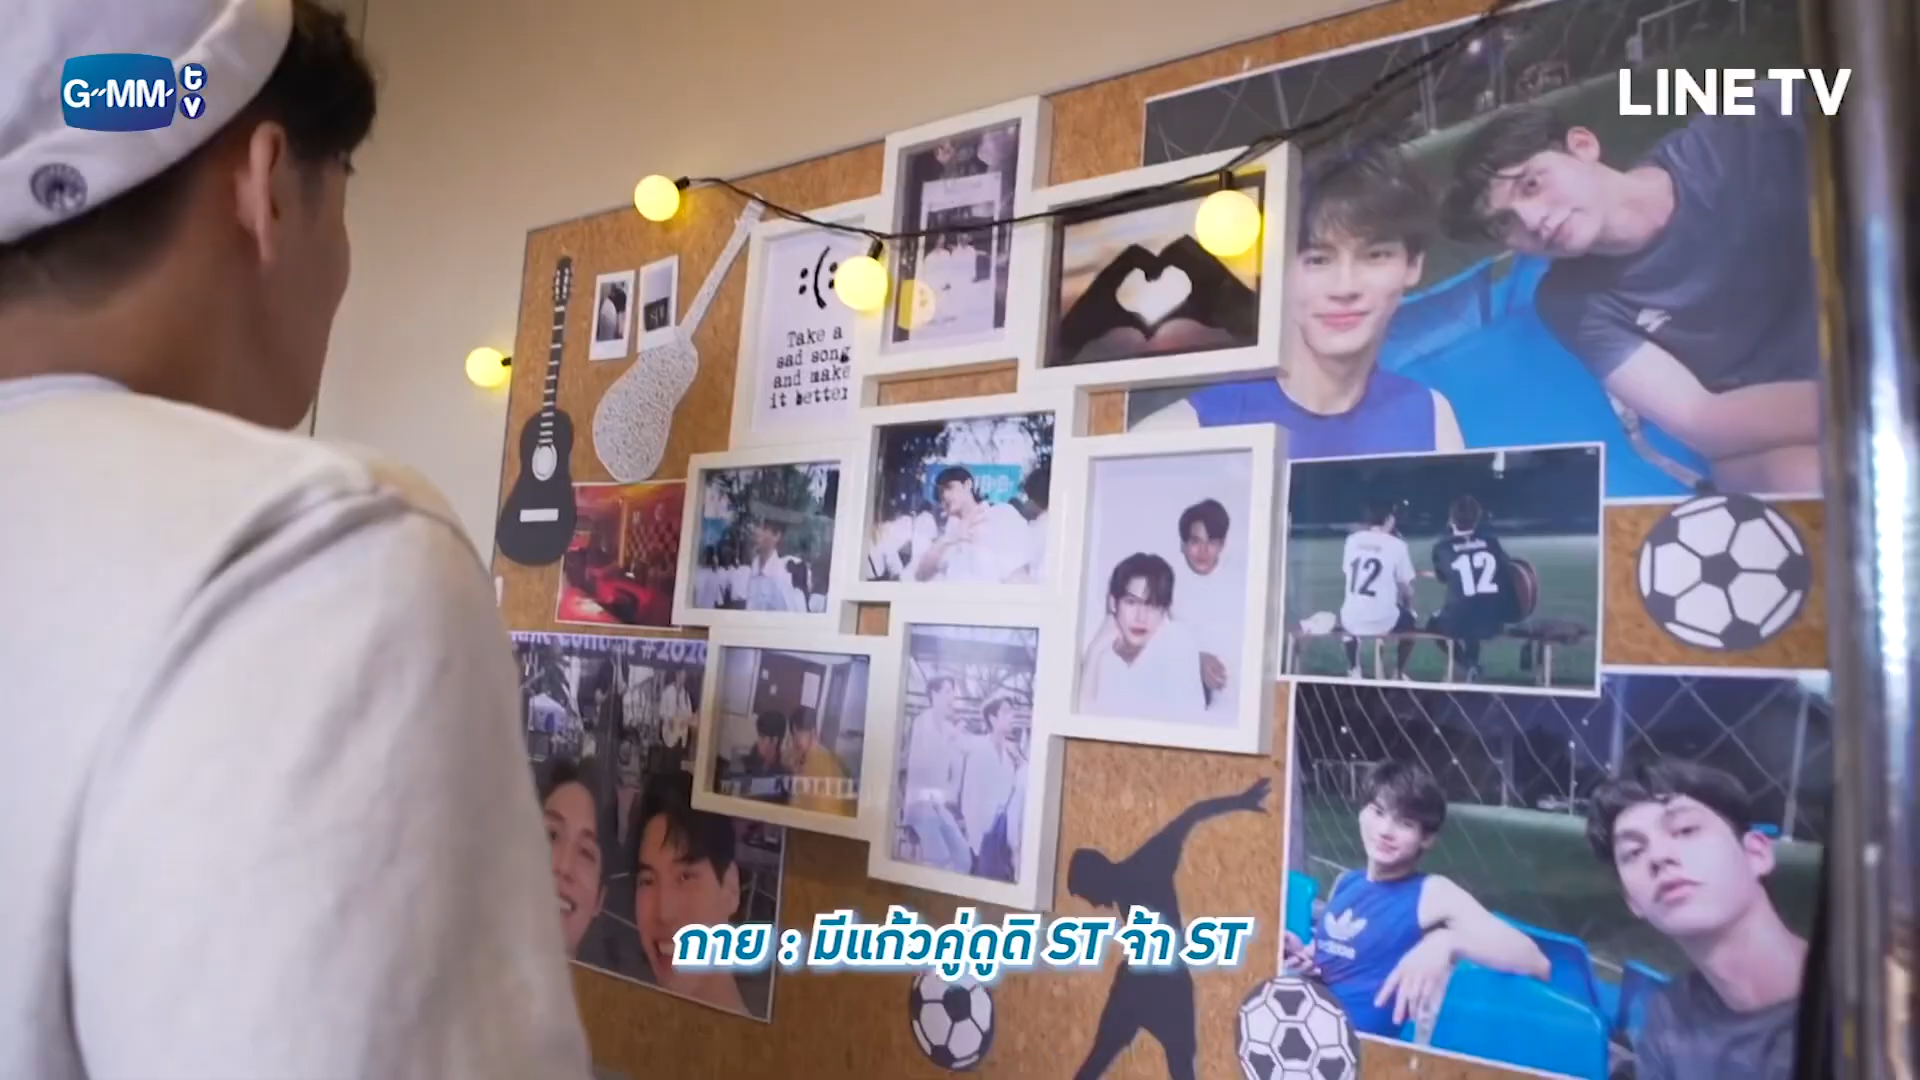 G-MM-tv
LINE TV
:(:
Take a
sad song
and make
it better
12
12
adidas
กาย : มีแก้วคู่ดูดิ ST จ้า ST